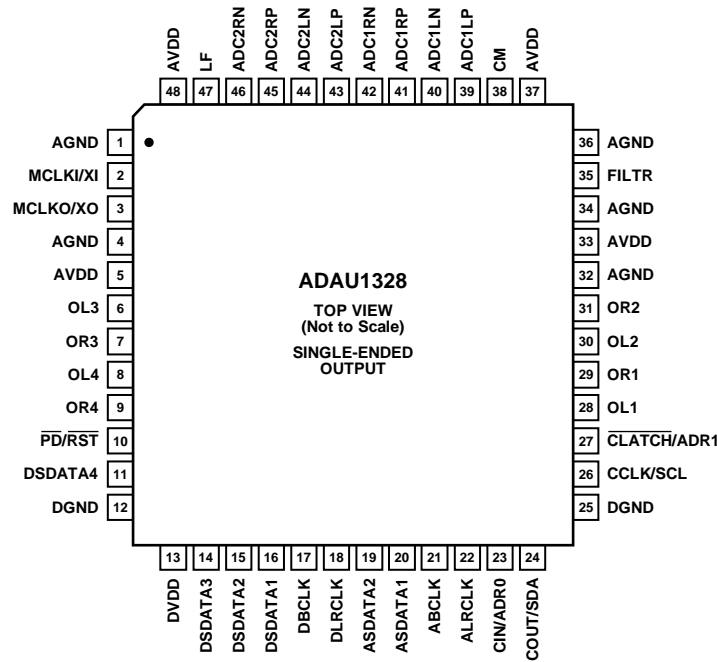 AVDD
LF
ADC2RN
ADC2RP
ADC2LN
ADC2LP
ADC1RN
ADC1RP
ADC1LN
ADC1LP
CM
AVDD
48 47 46 45 44 43 42 41 40 39 38 37
AGND 1
MCLKI/XI 2
MCLKO/XO 3
AGND 4
AVDD 5
OL3 6
OR3 7
OL4 8
OR4 9
PD/RST 10
DSDATA4 11
DGND 12
ADAU1328
TOP VIEW
(Not to Scale)
SINGLE-ENDED
OUTPUT
36 AGND
35 FILTR
34 AGND
33 AVDD
32 AGND
31 OR2
30 OL2
29 OR1
28 OL1
27 CLATCH/ADR1
26 CCLK/SCL
25 DGND
13 14 15 16 17 18 19 20 21 22 23 24
DVDD
DSDATA3
DSDATA2
DSDATA1
DBCLK
DLRCLK
ASDATA2
ASDATA1
ABCLK
ALRCLK
CIN/ADR0
COUT/SDA